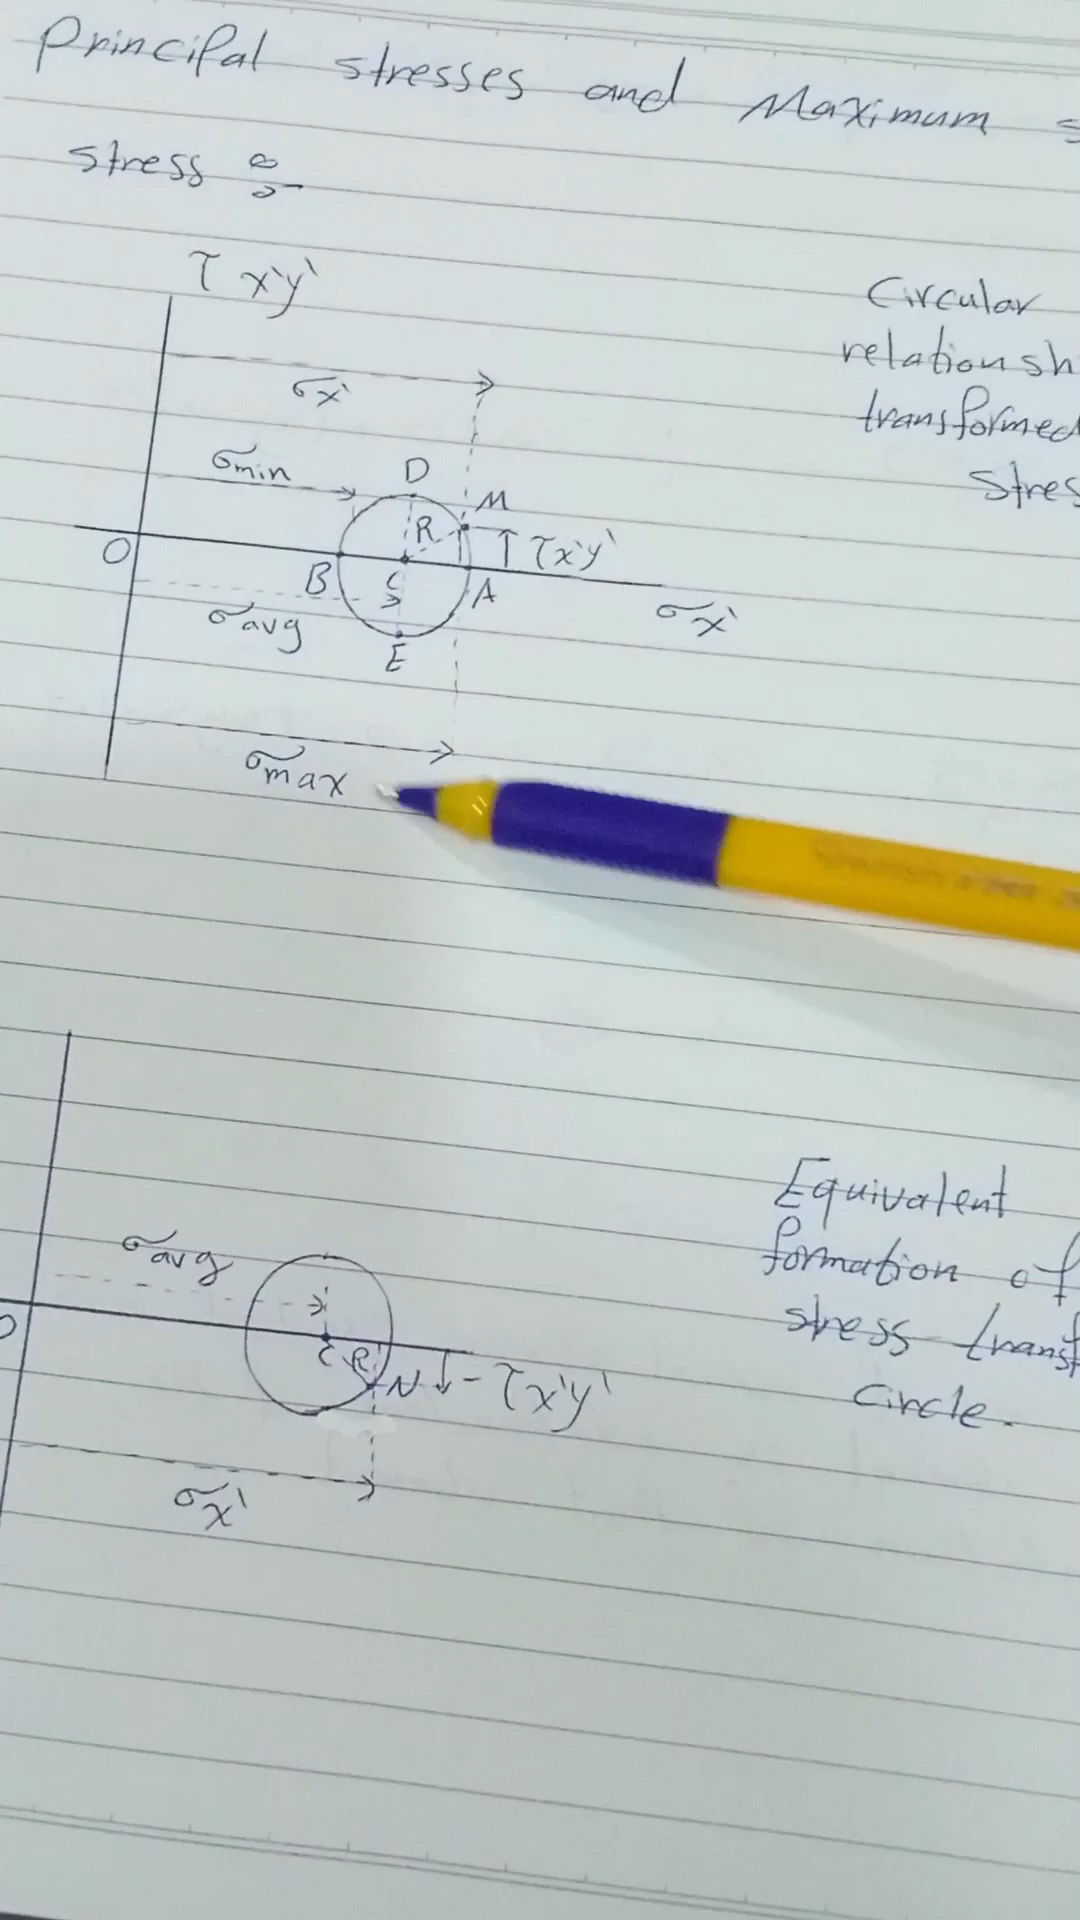 Principal stresses and Maximum
stress :-
τ x'y'
σx'
σmin
D
M
R
τx'y'
O
B
C
A
σx'
σavg
E
σmax
Circular
relationsh
transformed
stres
σavg
O
C
R
N
- τx'y'
σx'
Equivalent
formation of
stress transf
circle.